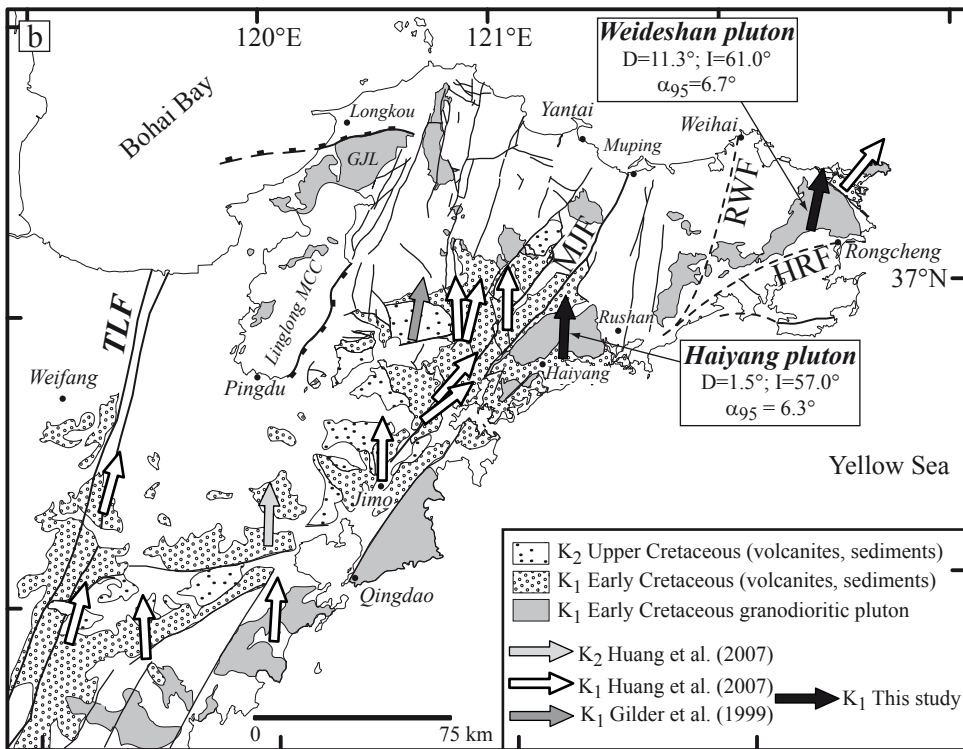 b
120°E
121°E
Weideshan pluton
D=11.3°; I=61.0°
α95=6.7°
Bohai Bay
Longkou
GJL
Yantai
Muping
Weihai
RWF
MJF
HRF
Rongcheng
37°N
TLF
Linglong MCC
Weifang
Pingdu
Rushan
Haiyang
Haiyang pluton
D=1.5°; I=57.0°
α95 = 6.3°
Yellow Sea
Jimo
Qingdao
K2 Upper Cretaceous (volcanites, sediments)
K1 Early Cretaceous (volcanites, sediments)
K1 Early Cretaceous granodioritic pluton
K2 Huang et al. (2007)
K1 Huang et al. (2007)
K1 Gilder et al. (1999)
K1 This study
0 75 km